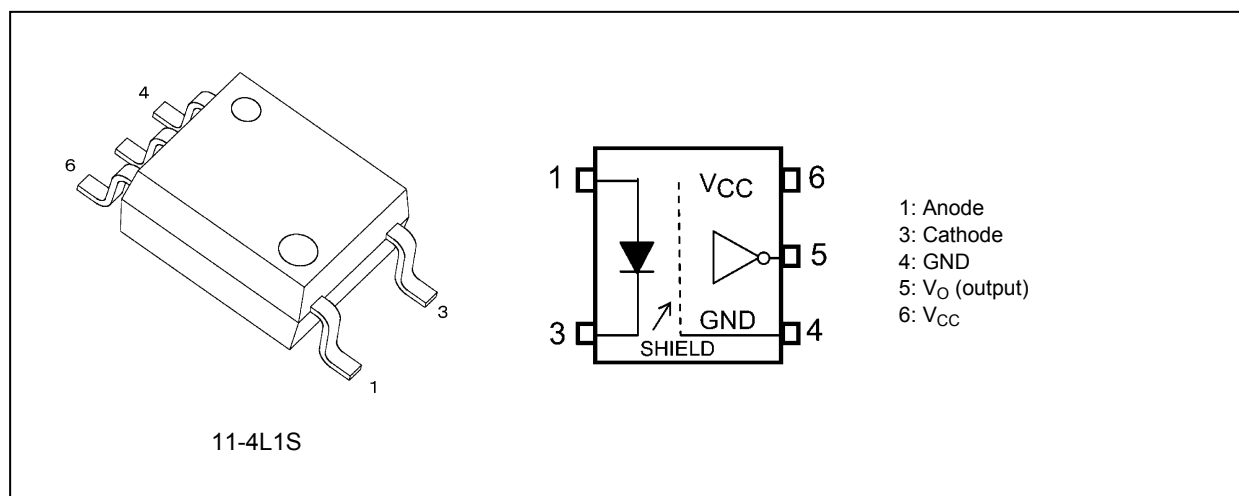 4
6
3
1
11-4L1S
1
VCC
6
5
3
GND
4
SHIELD
1: Anode
3: Cathode
4: GND
5: VO (output)
6: VCC